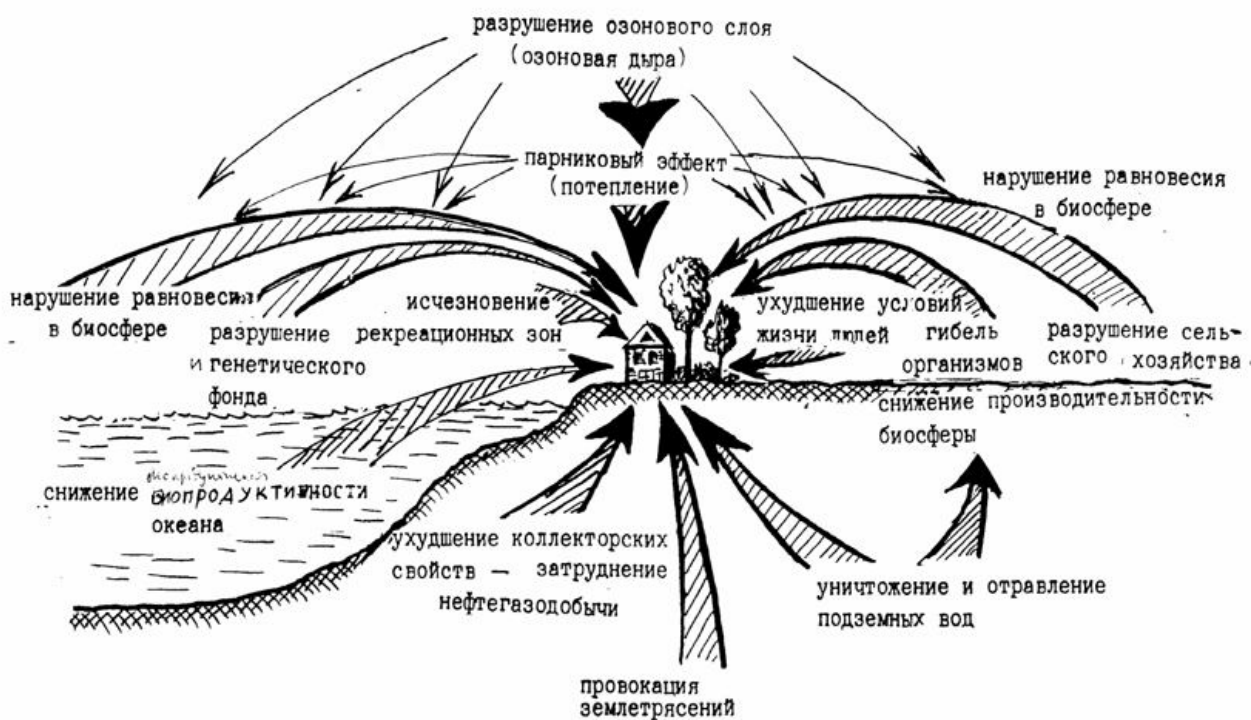 разрушение озонового слоя
(озоновая дыра)
парниковый эффект
(потепление)
нарушение равновесия
в биосфере
нарушение равновесия
в биосфере
разрушение
и генетического
фонда
исчезновение
рекреационных зон
ухудшение условий
жизни людей
гибель
организмов
разрушение сель-
ского хозяйства
снижение производительности
биосферы
снижение биопродуктивности
океана
ухудшение коллекторских
свойств — затруднение
нефтегазодобычи
уничтожение и отравление
подземных вод
провокация
землетрясений